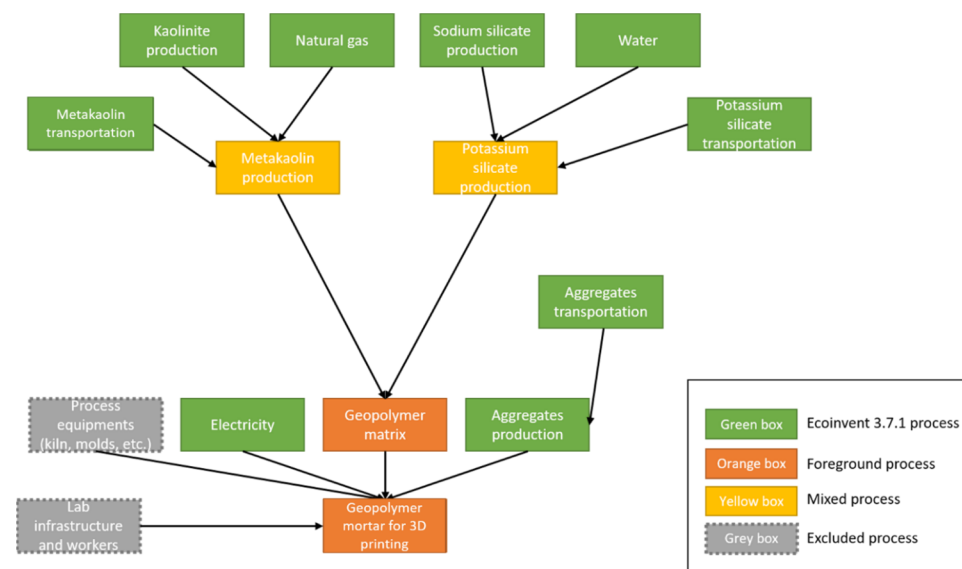 Kaolinite
production
Natural gas
Sodium silicate
production
Water
Metakaolin
transportation
Potassium
silicate
transportation
Metakaolin
production
Potassium
silicate
production
Aggregates
transportation
Process
equipments
(kiln, molds, etc.)
Electricity
Geopolymer
matrix
Aggregates
production
Lab
infrastructure
and workers
Geopolymer
mortar for 3D
printing
Green box
Ecoinvent 3.7.1 process
Orange box
Foreground process
Yellow box
Mixed process
Grey box
Excluded process